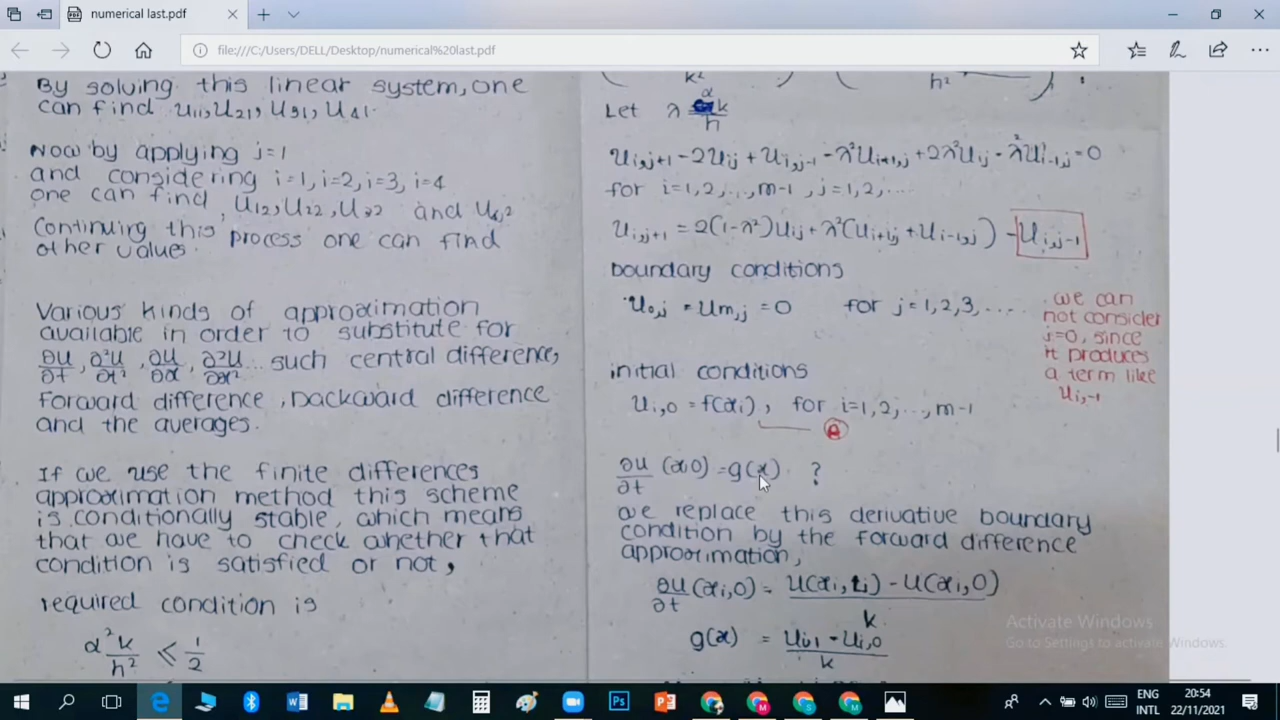 numerical last.pdf
file:///C:/Users/DELL/Desktop/numerical%20last.pdf
By solving this linear system, one
can find u₁₁, u₂₁, u₃₁, u₄₁.
Now by applying j=1
and considering i=1, i=2, i=3, i=4
one can find, u₁₂, u₂₂, u₃₂ and u₄,₂
Continuing this process one can find
other values.
Various kinds of approximation
available in order to substitute for
∂u/∂t, ∂²u/∂t², ∂u/∂x, ∂²u/∂x² ... such central difference,
Forward difference, backward difference
and the averages.
If we use the finite differences
approximation method this scheme
is conditionally stable, which means
that we have to check whether that
condition is satisfied or not,
required condition is
α²k/h² ≤ 1/2
k²
h²
Let λ αk/h
uᵢ,ⱼ₊₁ - 2uᵢⱼ + uᵢ,ⱼ₋₁ - λ²uᵢ₊₁,ⱼ + 2λ²uᵢⱼ - λ²uᵢ₋₁,ⱼ = 0
for i=1,2,...,m-1, j=1,2,...
uᵢ,ⱼ₊₁ = 2(1-λ²)uᵢⱼ + λ²(uᵢ₊₁,ⱼ + uᵢ₋₁,ⱼ) - uᵢ,ⱼ₋₁
boundary conditions
u₀,ⱼ = uₘ,ⱼ = 0 for j=1,2,3,...
we can
not consider
j=0, since
it produces
a term like
uᵢ,₋₁
initial conditions
uᵢ,₀ = f(xᵢ), for i=1,2,...,m-1
∂u/∂t (x,0) = g(x) ?
we replace this derivative boundary
condition by the forward difference
approximation,
∂u/∂t (xᵢ,0) = u(xᵢ,t₁) - u(xᵢ,0) / k
g(x) = uᵢ,₁ - uᵢ,₀ / k
Activate Windows
Go to Settings to activate Windows.
ENG
INTL
20:54
22/11/2021